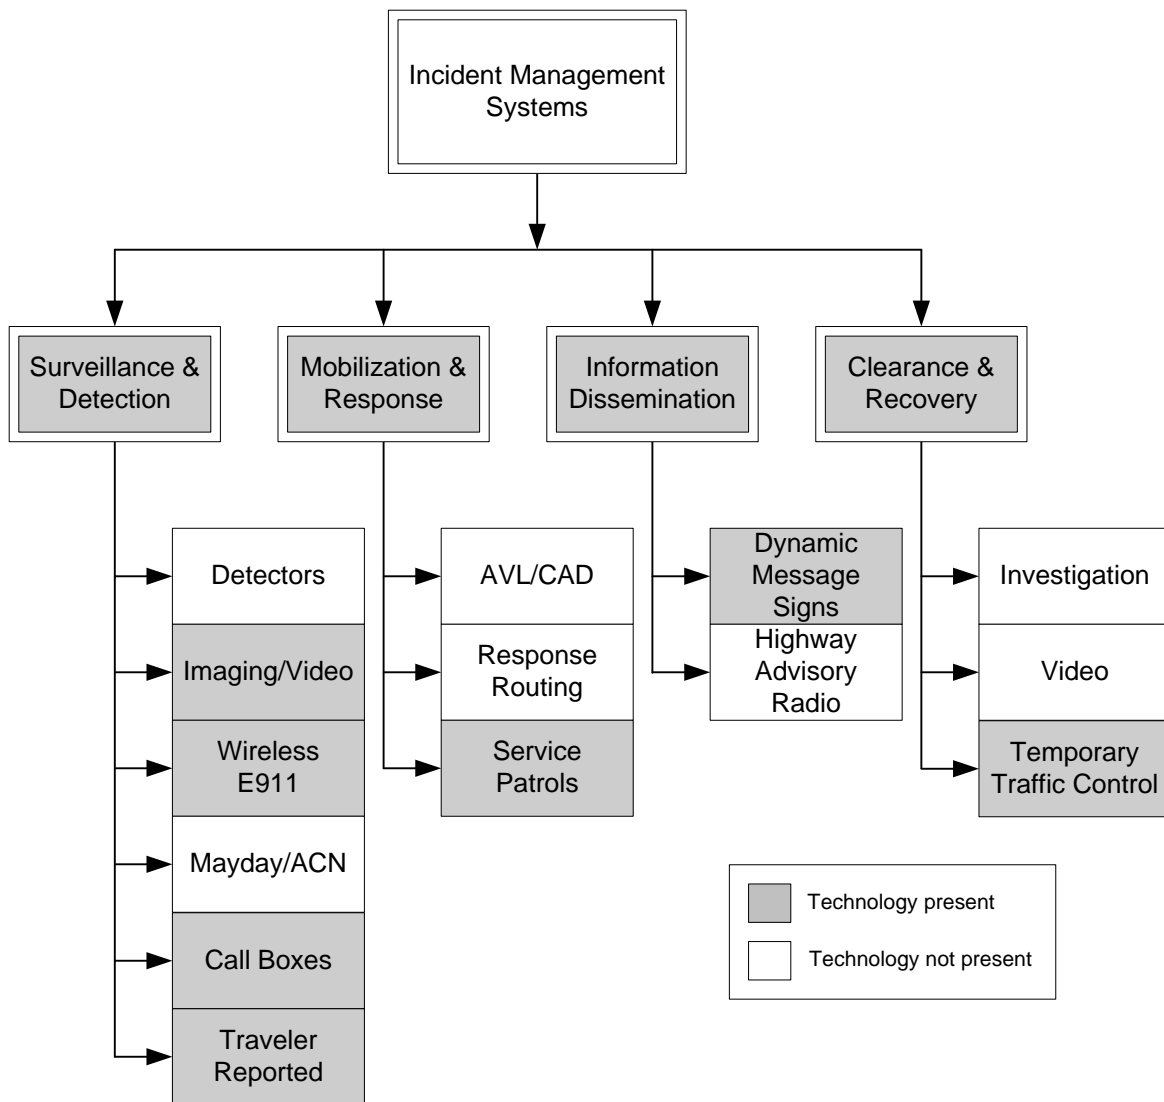 Incident Management
Systems
Surveillance &
Detection
Mobilization &
Response
Information
Dissemination
Clearance &
Recovery
Detectors
Imaging/Video
Wireless
E911
Mayday/ACN
Call Boxes
Traveler
Reported
AVL/CAD
Response
Routing
Service
Patrols
Dynamic
Message
Signs
Highway
Advisory
Radio
Investigation
Video
Temporary
Traffic Control
Technology present
Technology not present